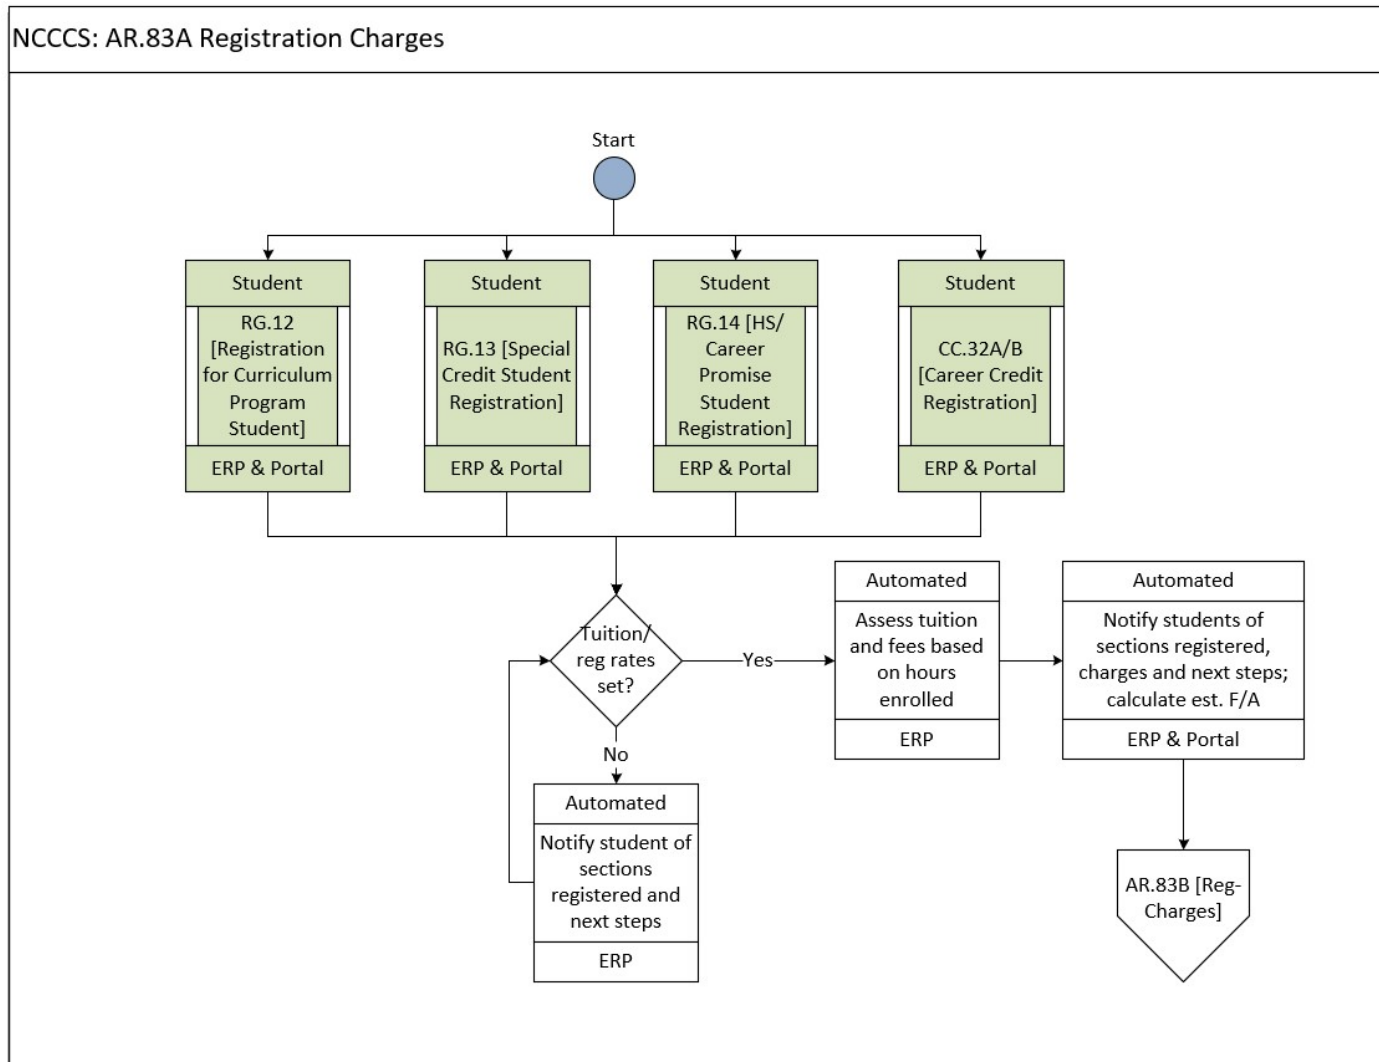 NCCCS: AR.83A Registration Charges
Start
Student
RG.12
[Registration
for Curriculum
Program
Student]
ERP & Portal
Student
RG.13 [Special
Credit Student
Registration]
ERP & Portal
Student
RG.14 [HS/
Career
Promise
Student
Registration]
ERP & Portal
Student
CC.32A/B
[Career Credit
Registration]
ERP & Portal
Tuition/
reg rates
set?
Yes
No
Automated
Assess tuition
and fees based
on hours
enrolled
ERP
Automated
Notify students of
sections registered,
charges and next steps;
calculate est. F/A
ERP & Portal
Automated
Notify student of
sections
registered and
next steps
ERP
AR.83B [Reg-
Charges]